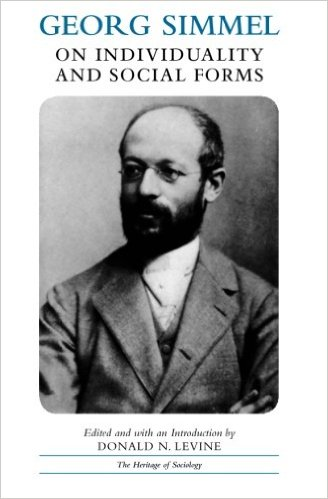 GEORG SIMMEL
ON INDIVIDUALITY
AND SOCIAL FORMS
Edited and with an Introduction by
DONALD N. LEVINE
The Heritage of Sociology